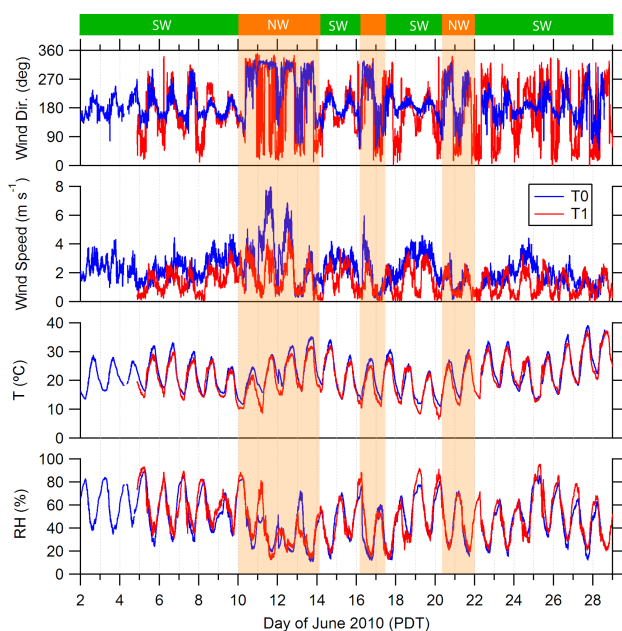 SW NW SW SW NW SW
360
270
180
90
0
Wind Dir. (deg)
8
6
4
2
0
Wind Speed (m s⁻¹)
T0
T1
40
30
20
10
0
T (ºC)
100
80
60
40
20
0
RH (%)
2 4 6 8 10 12 14 16 18 20 22 24 26 28
Day of June 2010 (PDT)